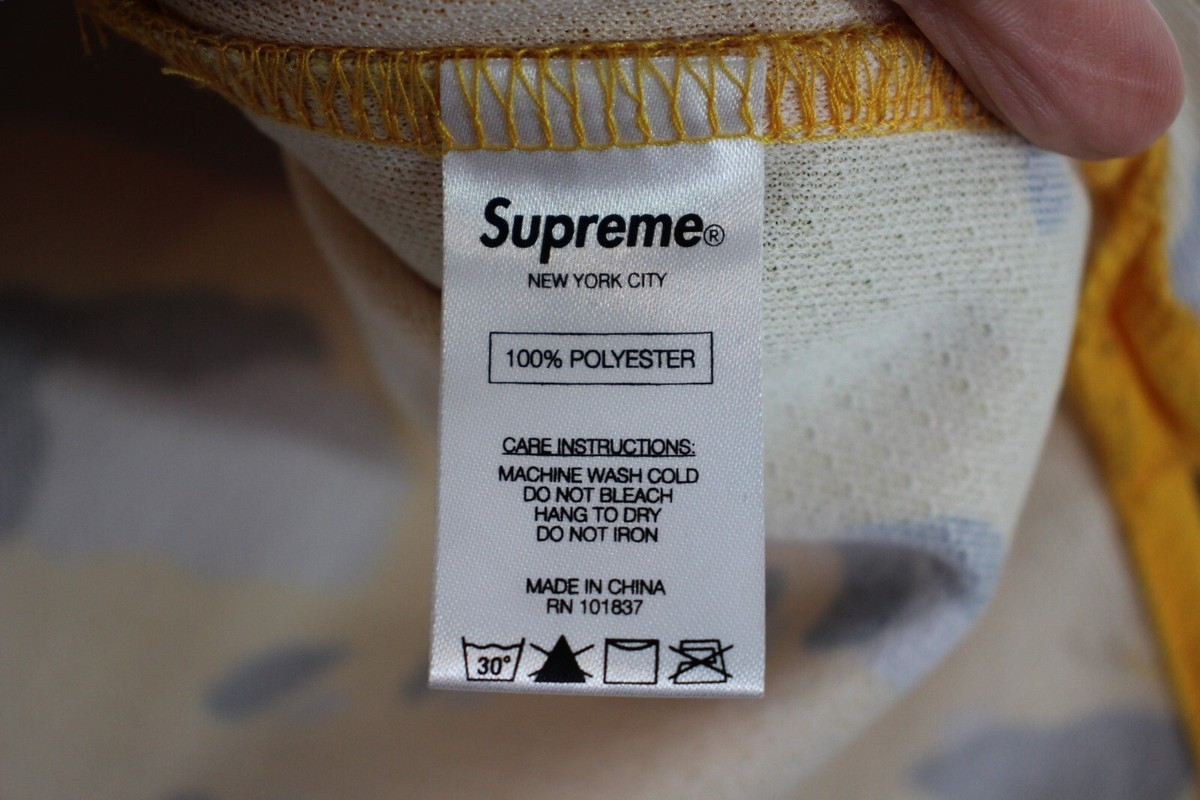 Supreme®
NEW YORK CITY
100% POLYESTER
CARE INSTRUCTIONS:
MACHINE WASH COLD
DO NOT BLEACH
HANG TO DRY
DO NOT IRON
MADE IN CHINA
RN 101837
30°